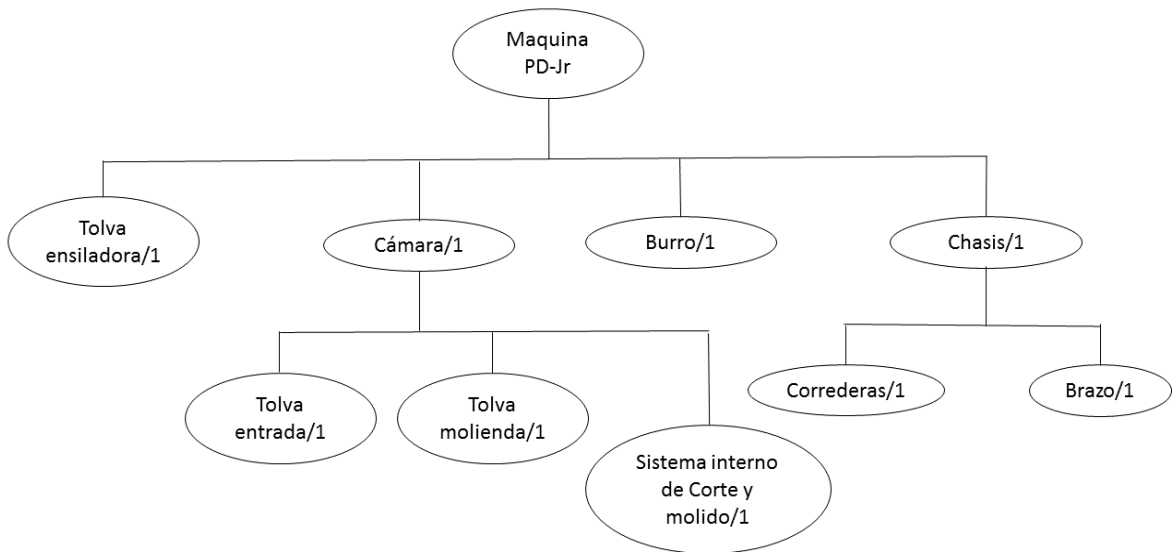 Maquina
PD-Jr
Tolva
ensiladora/1
Cámara/1
Burro/1
Chasis/1
Tolva
entrada/1
Tolva
molienda/1
Sistema interno
de Corte y
molido/1
Correderas/1
Brazo/1